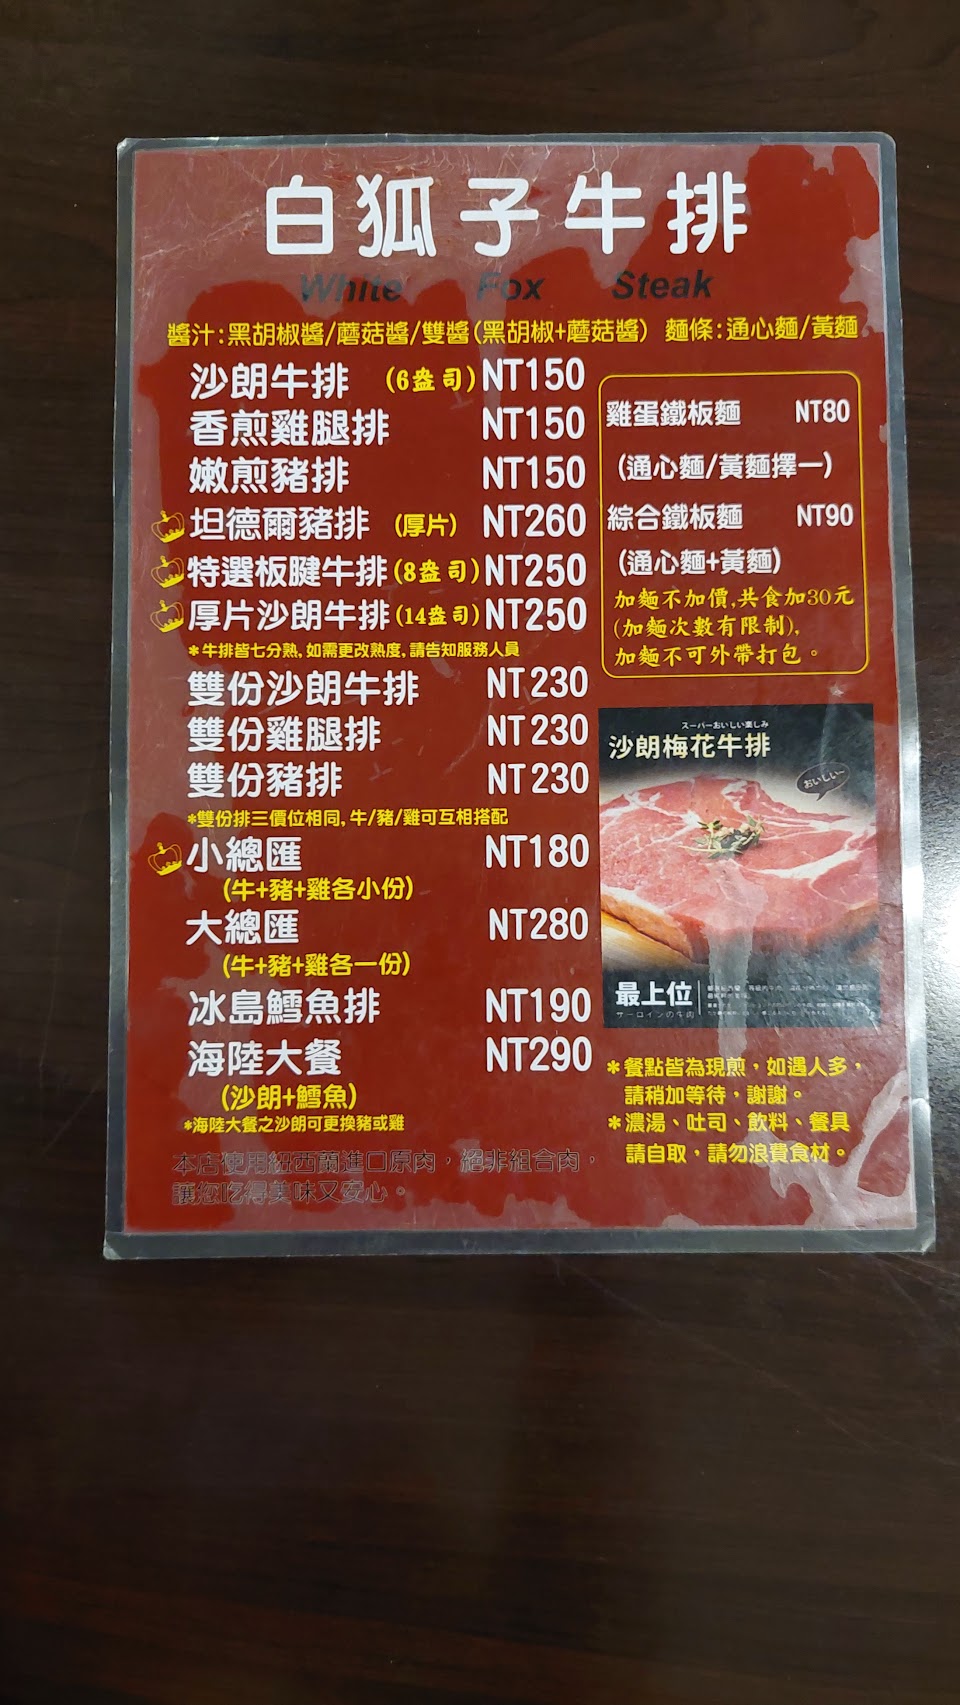 白狐子牛排
White Fox Steak
醬汁:黑胡椒醬/蘑菇醬/雙醬(黑胡椒+蘑菇醬) 麵條:通心麵/黃麵
沙朗牛排 (6盎司) NT150
香煎雞腿排 NT150
嫩煎豬排 NT150
坦德爾豬排 (厚片) NT260
特選板腱牛排(8盎司) NT250
厚片沙朗牛排(14盎司) NT250
*牛排皆七分熟,如需更改熟度,請告知服務人員
雙份沙朗牛排 NT230
雙份雞腿排 NT230
雙份豬排 NT230
*雙份排三價位相同,牛/豬/雞可互相搭配
小總匯 NT180
(牛+豬+雞各小份)
大總匯 NT280
(牛+豬+雞各一份)
冰島鱈魚排 NT190
海陸大餐 NT290
(沙朗+鱈魚)
*海陸大餐之沙朗可更換豬或雞
本店使用紐西蘭進口原肉，絕非組合肉，
讓您吃得美味又安心。
雞蛋鐵板麵 NT80
(通心麵/黃麵擇一)
綜合鐵板麵 NT90
(通心麵+黃麵)
加麵不加價,共食加30元
(加麵次數有限制),
加麵不可外帶打包。
スーパーおいしい楽しみ
沙朗梅花牛排
おいしい~
最上位
サーロインの牛肉
*餐點皆為現煎，如遇人多，
請稍加等待，謝謝。
*濃湯、吐司、飲料、餐具
請自取，請勿浪費食材。